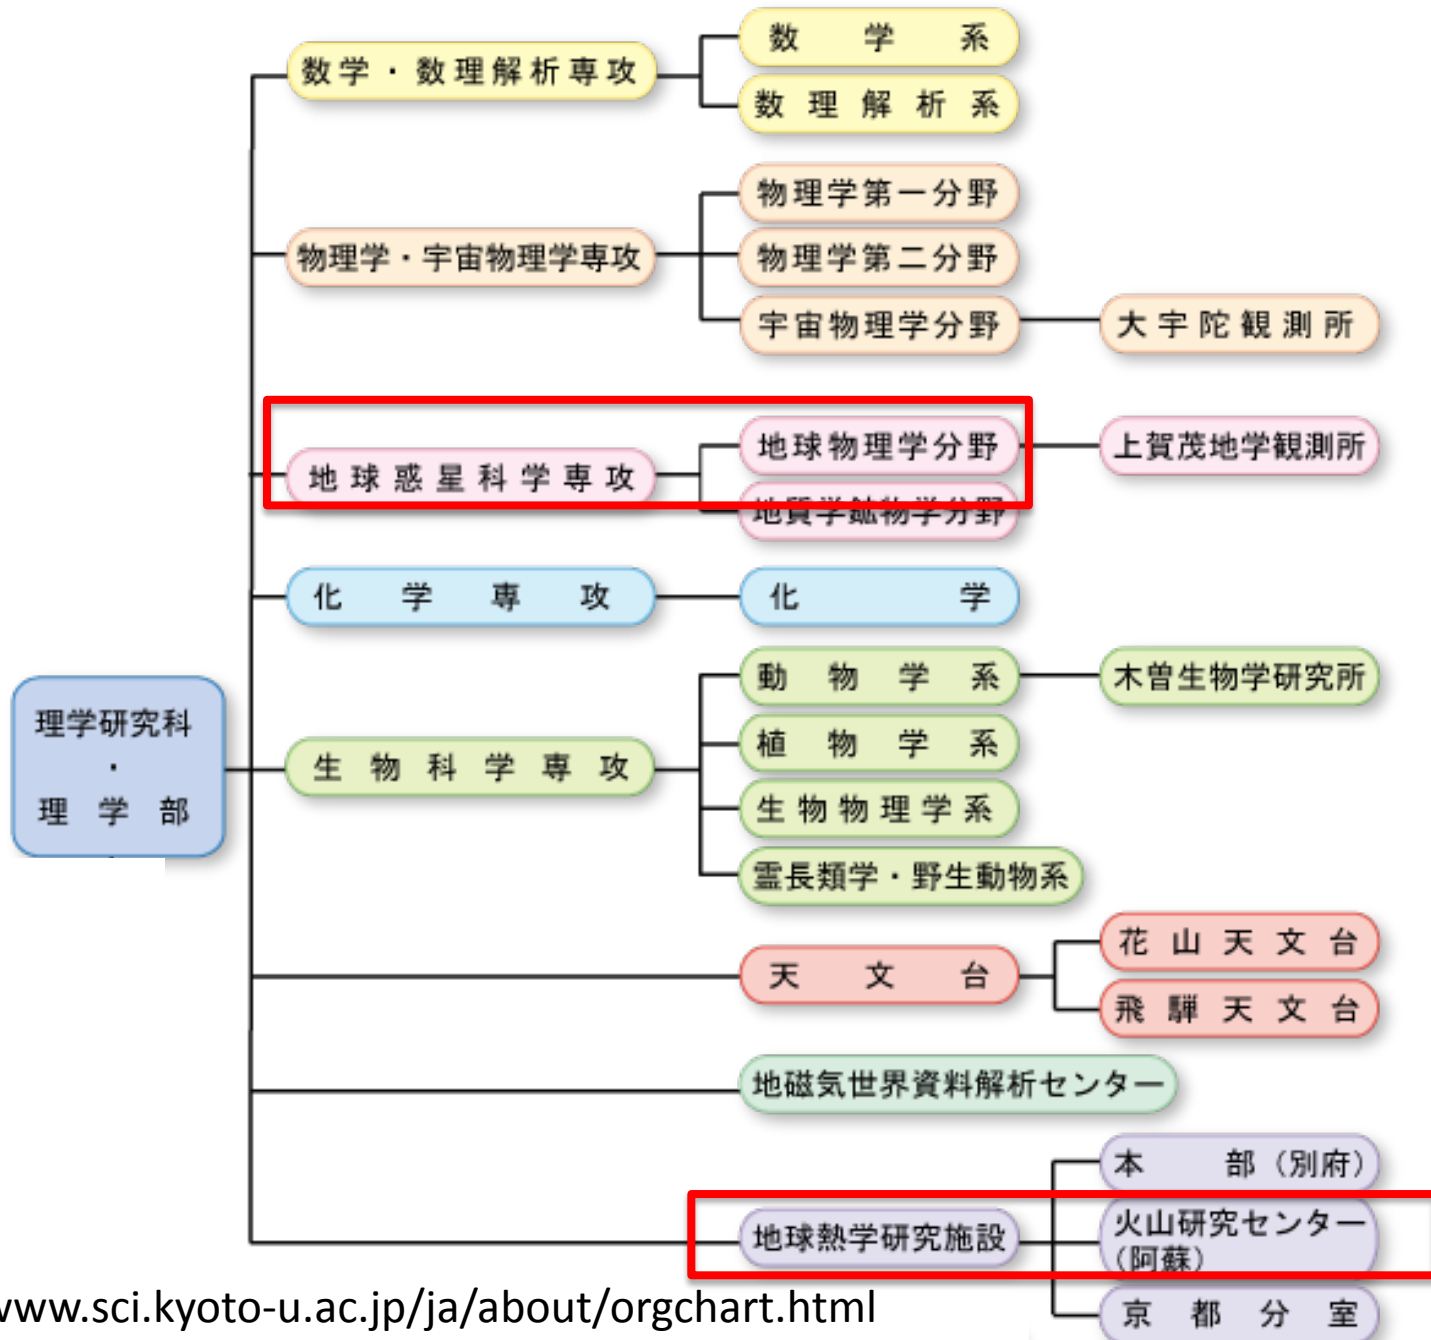 数学・数理解析専攻
数学系
数理解析系
物理学・宇宙物理学専攻
物理学第一分野
物理学第二分野
宇宙物理学分野
大宇陀観測所
地球惑星科学専攻
地球物理学分野
上賀茂地学観測所
地質学鉱物学分野
化学専攻
化学
理学研究科
・
理学部
生物科学専攻
動物学系
木曽生物学研究所
植物学系
生物物理学系
霊長類学・野生動物系
天文台
花山天文台
飛騨天文台
地磁気世界資料解析センター
地球熱学研究施設
本部（別府）
火山研究センター
（阿蘇）
京都分室
www.sci.kyoto-u.ac.jp/ja/about/orgchart.html